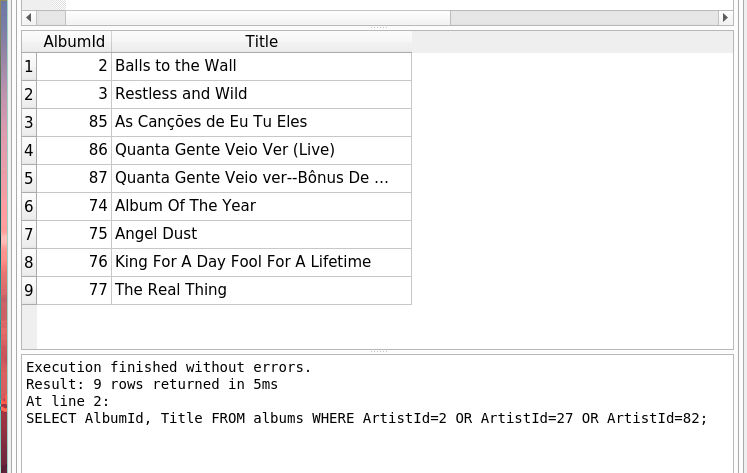 AlbumId Title
1 2 Balls to the Wall
2 3 Restless and Wild
3 85 As Canções de Eu Tu Eles
4 86 Quanta Gente Veio Ver (Live)
5 87 Quanta Gente Veio ver--Bônus De ...
6 74 Album Of The Year
7 75 Angel Dust
8 76 King For A Day Fool For A Lifetime
9 77 The Real Thing
Execution finished without errors.
Result: 9 rows returned in 5ms
At line 2:
SELECT AlbumId, Title FROM albums WHERE ArtistId=2 OR ArtistId=27 OR ArtistId=82;